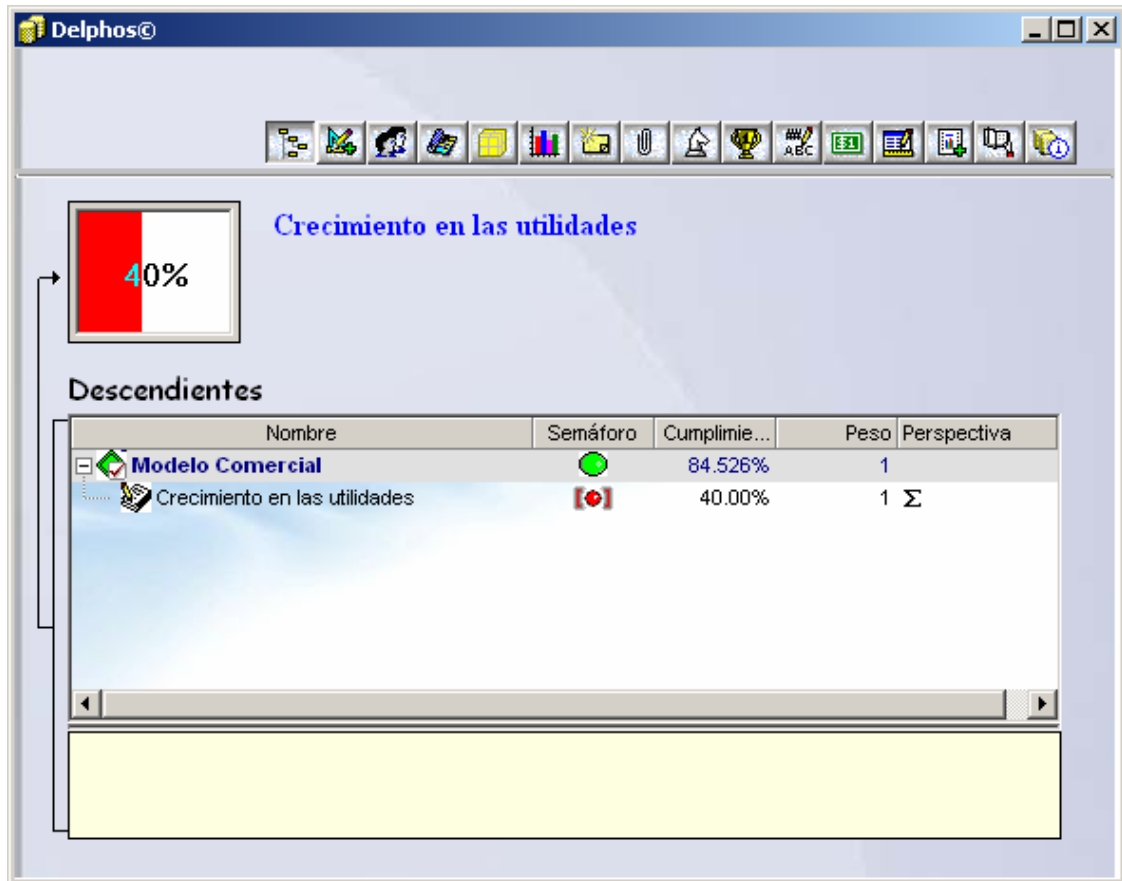 Delphos©
Crecimiento en las utilidades
40%
Descendientes
Nombre Semáforo Cumplimie... Peso Perspectiva
Modelo Comercial 84.526% 1
Crecimiento en las utilidades 40.00% 1 Σ